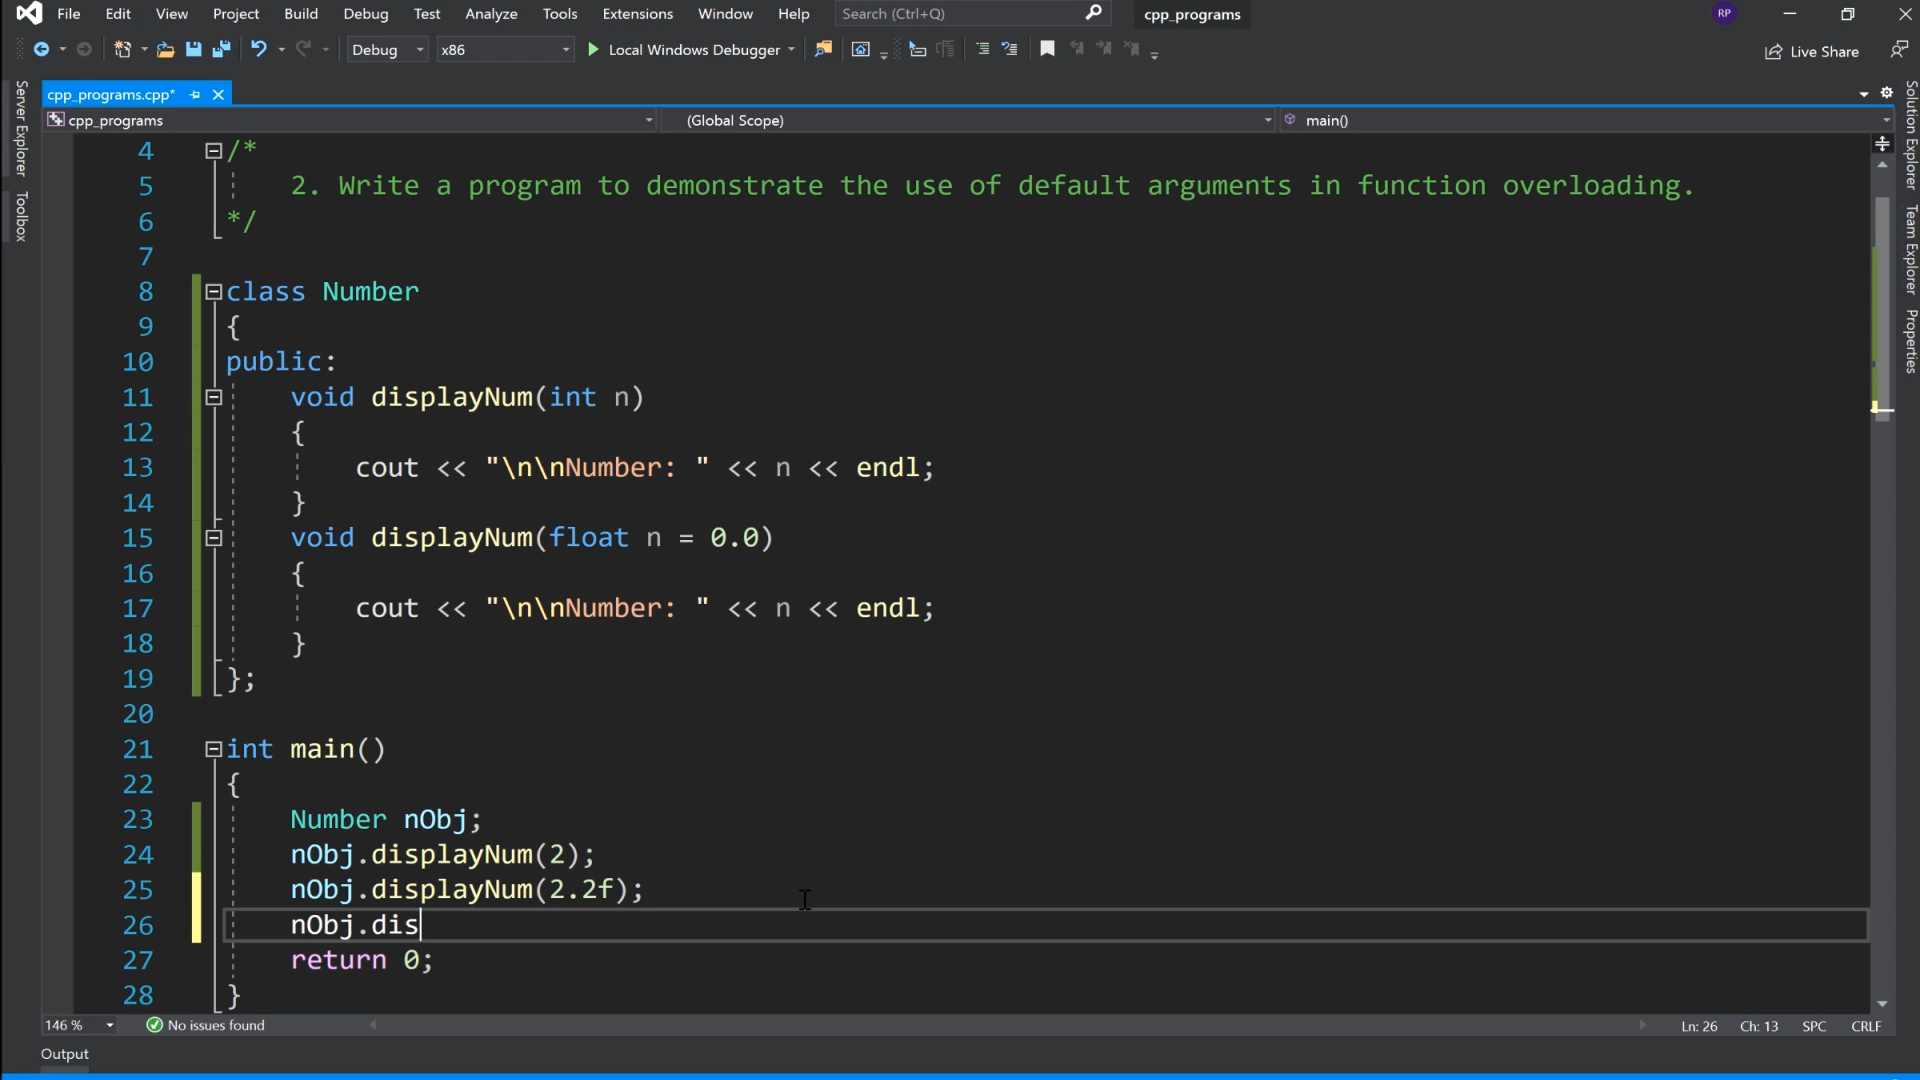 File Edit View Project Build Debug Test Analyze Tools Extensions Window Help Search (Ctrl+Q) cpp_programs RP
Debug x86 Local Windows Debugger Live Share
cpp_programs.cpp*
cpp_programs (Global Scope) main()
Server Explorer
Toolbox
Solution Explorer
Team Explorer
Properties
4 /*
5 2. Write a program to demonstrate the use of default arguments in function overloading.
6 */
7
8 class Number
9 {
10 public:
11 void displayNum(int n)
12 {
13 cout << "\n\nNumber: " << n << endl;
14 }
15 void displayNum(float n = 0.0)
16 {
17 cout << "\n\nNumber: " << n << endl;
18 }
19 };
20
21 int main()
22 {
23 Number nObj;
24 nObj.displayNum(2);
25 nObj.displayNum(2.2f);
26 nObj.dis
27 return 0;
28 }
146 % No issues found Ln: 26 Ch: 13 SPC CRLF
Output